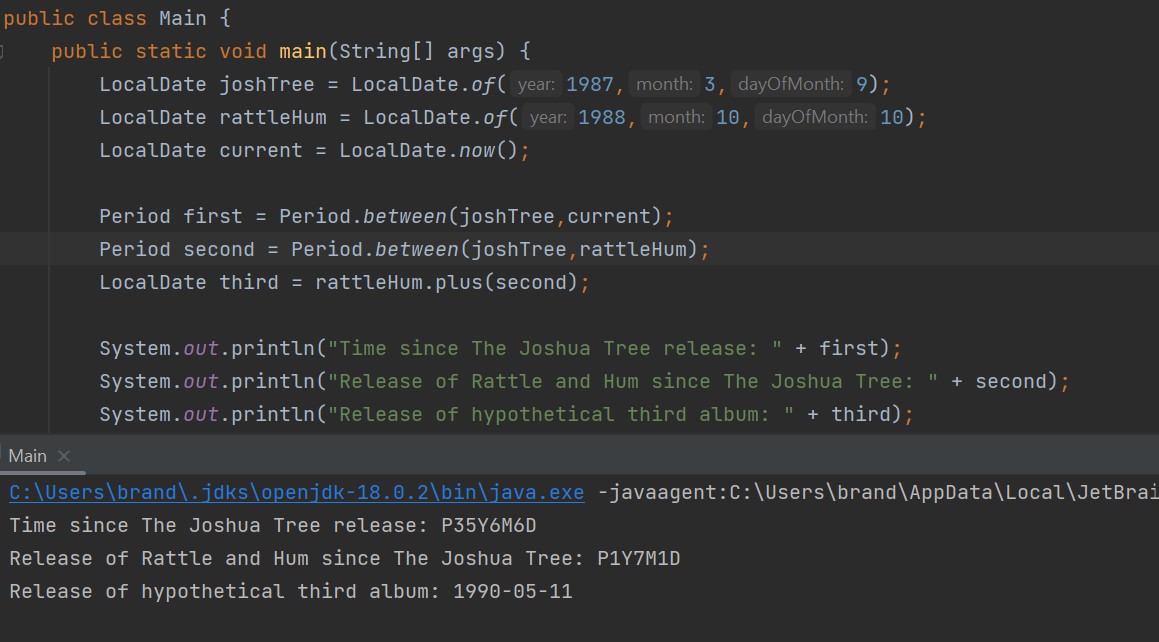 public class Main {
public static void main(String[] args) {
LocalDate joshTree = LocalDate.of( year: 1987, month: 3, dayOfMonth: 9);
LocalDate rattleHum = LocalDate.of( year: 1988, month: 10, dayOfMonth: 10);
LocalDate current = LocalDate.now();
Period first = Period.between(joshTree,current);
Period second = Period.between(joshTree,rattleHum);
LocalDate third = rattleHum.plus(second);
System.out.println("Time since The Joshua Tree release: " + first);
System.out.println("Release of Rattle and Hum since The Joshua Tree: " + second);
System.out.println("Release of hypothetical third album: " + third);
Main ×
C:\Users\brand\.jdks\openjdk-18.0.2\bin\java.exe -javaagent:C:\Users\brand\AppData\Local\JetBrai
Time since The Joshua Tree release: P35Y6M6D
Release of Rattle and Hum since The Joshua Tree: P1Y7M1D
Release of hypothetical third album: 1990-05-11